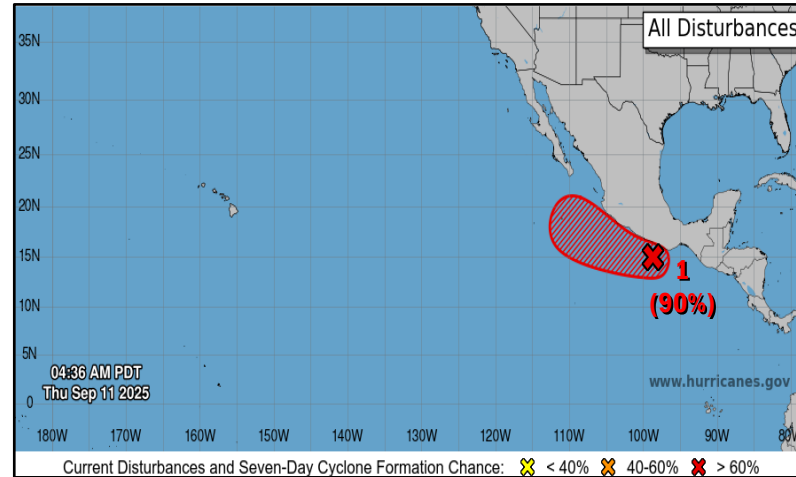 All Disturbances
35N
30N
25N
20N
15N
10N
5N
0
1
(90%)
04:36 AM PDT
Thu Sep 11 2025
www.hurricanes.gov
180W 170W 160W 150W 140W 130W 120W 110W 100W 90W 80W
Current Disturbances and Seven-Day Cyclone Formation Chance: < 40% 40-60% > 60%